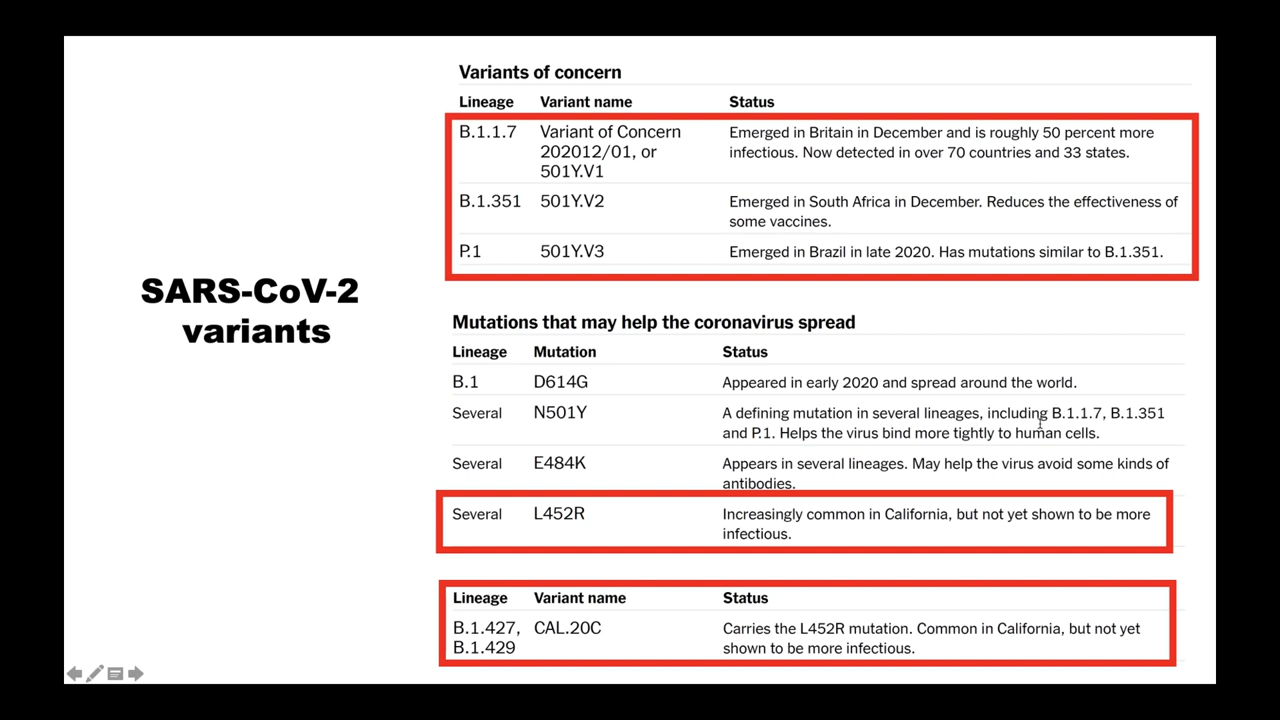 SARS-CoV-2
variants
Variants of concern
Lineage Variant name Status
B.1.1.7 Variant of Concern 202012/01, or 501Y.V1 Emerged in Britain in December and is roughly 50 percent more infectious. Now detected in over 70 countries and 33 states.
B.1.351 501Y.V2 Emerged in South Africa in December. Reduces the effectiveness of some vaccines.
P.1 501Y.V3 Emerged in Brazil in late 2020. Has mutations similar to B.1.351.
Mutations that may help the coronavirus spread
Lineage Mutation Status
B.1 D614G Appeared in early 2020 and spread around the world.
Several N501Y A defining mutation in several lineages, including B.1.1.7, B.1.351 and P.1. Helps the virus bind more tightly to human cells.
Several E484K Appears in several lineages. May help the virus avoid some kinds of antibodies.
Several L452R Increasingly common in California, but not yet shown to be more infectious.
Lineage Variant name Status
B.1.427, B.1.429 CAL.20C Carries the L452R mutation. Common in California, but not yet shown to be more infectious.